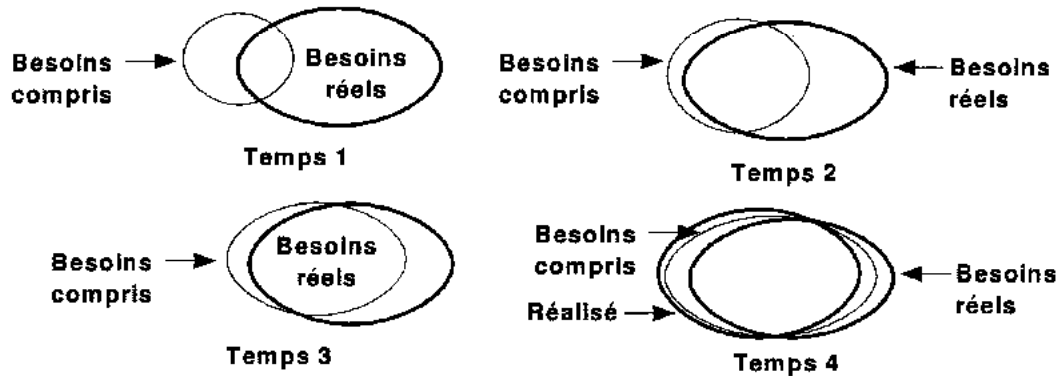 Besoins
compris
Besoins
réels
Temps 1
Besoins
compris
Besoins
réels
Temps 2
Besoins
compris
Besoins
réels
Temps 3
Besoins
compris
Réalisé
Besoins
réels
Temps 4